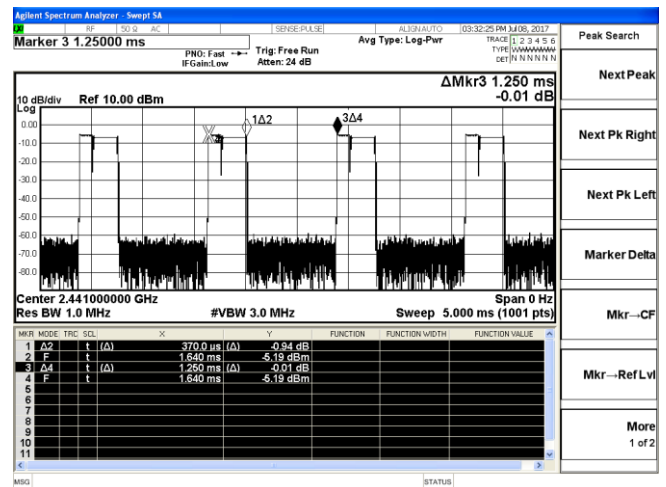 Agilent Spectrum Analyzer - Swept SA
RF 50 Ω AC SENSE:PULSE ALIGNAUTO 03:32:25 PM Jul 08, 2017
Marker 3 1.25000 ms
PNO: Fast Trig: Free Run Avg Type: Log-Pwr TRACE 1 2 3 4 5 6
TYPE WWWWWW
IFGain:Low Atten: 24 dB DET N N N N N N
Peak Search
ΔMkr3 1.250 ms
-0.01 dB
10 dB/div Ref 10.00 dBm
Log
1Δ2 3Δ4
0.00
-10.0
-20.0
-30.0
-40.0
-50.0
-60.0
-70.0
-80.0
Center 2.441000000 GHz Span 0 Hz
Res BW 1.0 MHz #VBW 3.0 MHz Sweep 5.000 ms (1001 pts)
MKR MODE TRC SCL X Y FUNCTION FUNCTION WIDTH FUNCTION VALUE
1 Δ2 t (Δ) 370.0 µs (Δ) -0.94 dB
2 F t 1.640 ms -5.19 dBm
3 Δ4 t (Δ) 1.250 ms (Δ) -0.01 dB
4 F t 1.640 ms -5.19 dBm
5
6
7
8
9
10
11
MSG STATUS
Next Peak
Next Pk Right
Next Pk Left
Marker Delta
Mkr→CF
Mkr→Ref Lvl
More
1 of 2